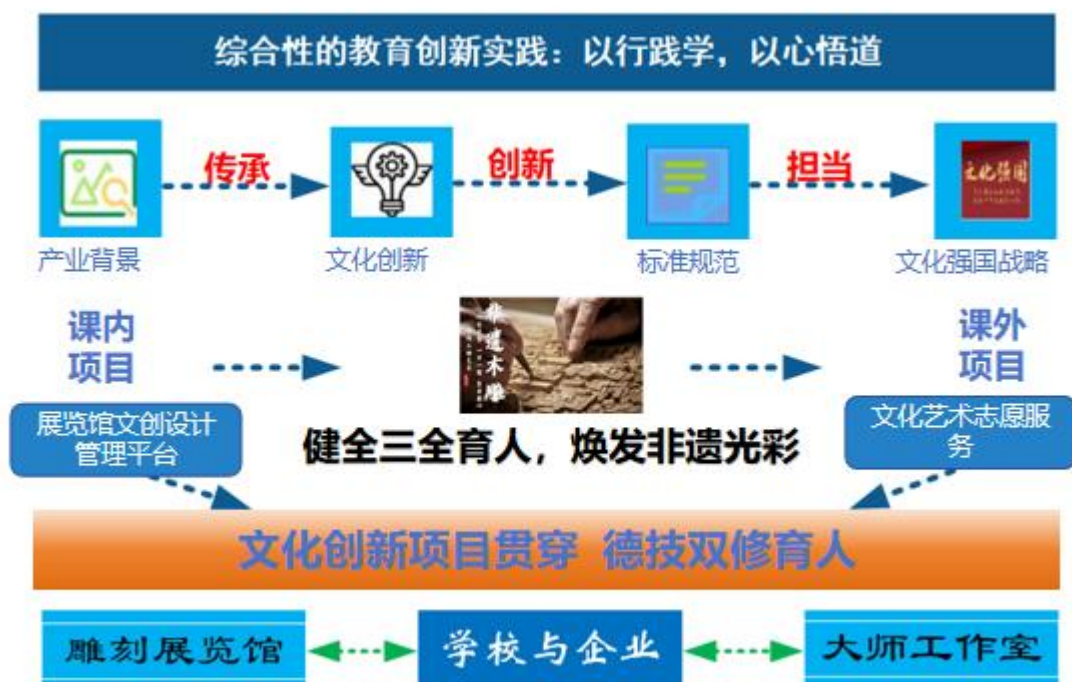 综合性的教育创新实践：以行践学，以心悟道
传承
创新
担当
文化强国
产业背景
文化创新
标准规范
文化强国战略
课内
项目
非遗木雕
课外
项目
展览馆文创设计
管理平台
健全三全育人，焕发非遗光彩
文化艺术志愿服
务
文化创新项目贯穿 德技双修育人
雕刻展览馆
学校与企业
大师工作室